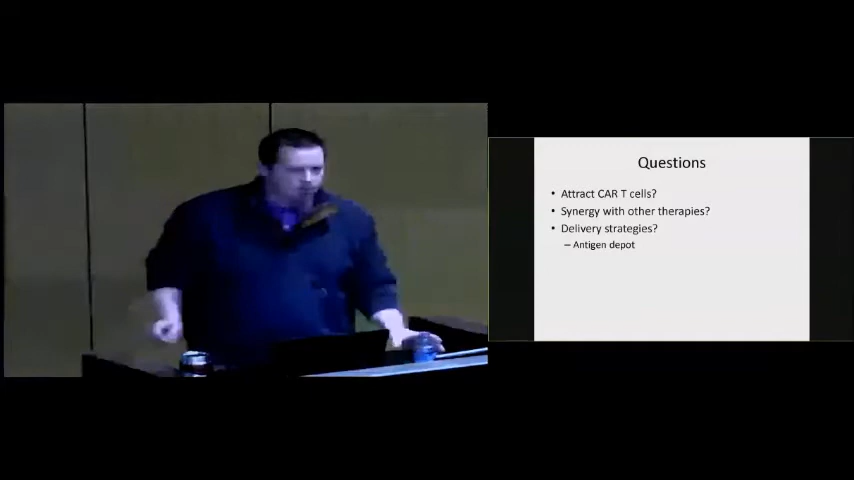 Questions
• Attract CAR T cells?
• Synergy with other therapies?
• Delivery strategies?
– Antigen depot